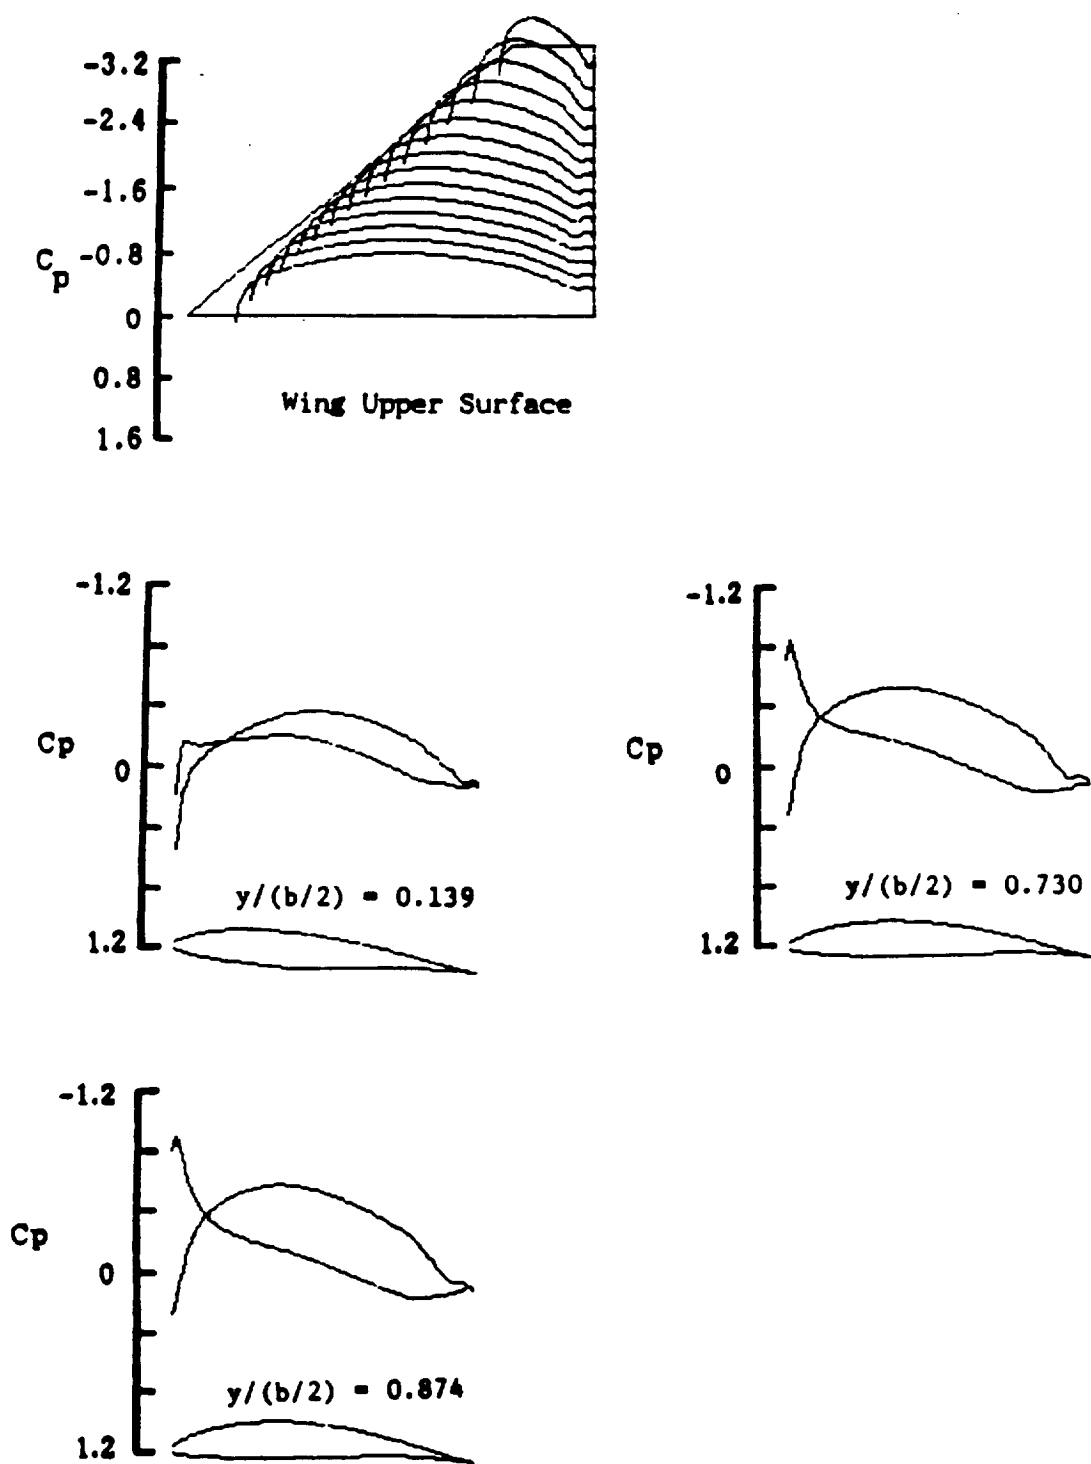 -3.2
-2.4
-1.6
-0.8
Cp
0
0.8
1.6
Wing Upper Surface
-1.2
Cp
0
y/(b/2) = 0.139
1.2
-1.2
Cp
0
y/(b/2) = 0.730
1.2
-1.2
Cp
0
y/(b/2) = 0.874
1.2